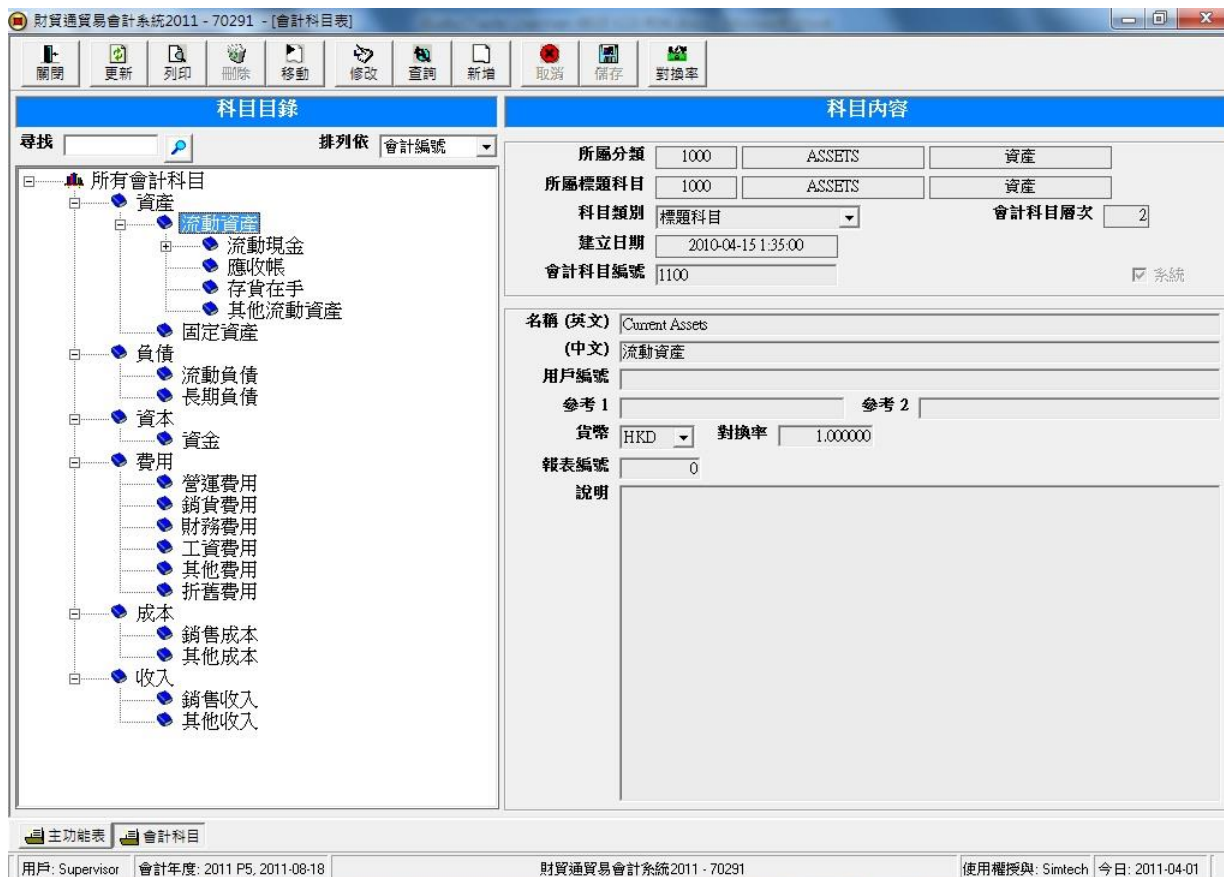 財貿通貿易會計系統2011 - 70291 - [會計科目表]
關閉 更新 列印 刪除 移動 修改 查詢 新增 取消 儲存 對換率
科目目錄
尋找 排列依 會計編號
所有會計科目
資產
流動資產
流動現金
應收帳
存貨在手
其他流動資產
固定資產
負債
流動負債
長期負債
資本
資金
費用
營運費用
銷貨費用
財務費用
工資費用
其他費用
折舊費用
成本
銷售成本
其他成本
收入
銷售收入
其他收入
科目內容
所屬分類 1000 ASSETS 資產
所屬標題科目 1000 ASSETS 資產
科目類別 標題科目 會計科目層次 2
建立日期 2010-04-15 1:35:00
會計科目編號 1100 系統
名稱 (英文) Current Assets
(中文) 流動資產
用戶編號
參考 1 參考 2
貨幣 HKD 對換率 1.000000
報表編號 0
說明
主功能表 會計科目
用戶: Supervisor 會計年度: 2011 P5, 2011-08-18 財貿通貿易會計系統2011 - 70291 使用權授與: Simtech 今日: 2011-04-01